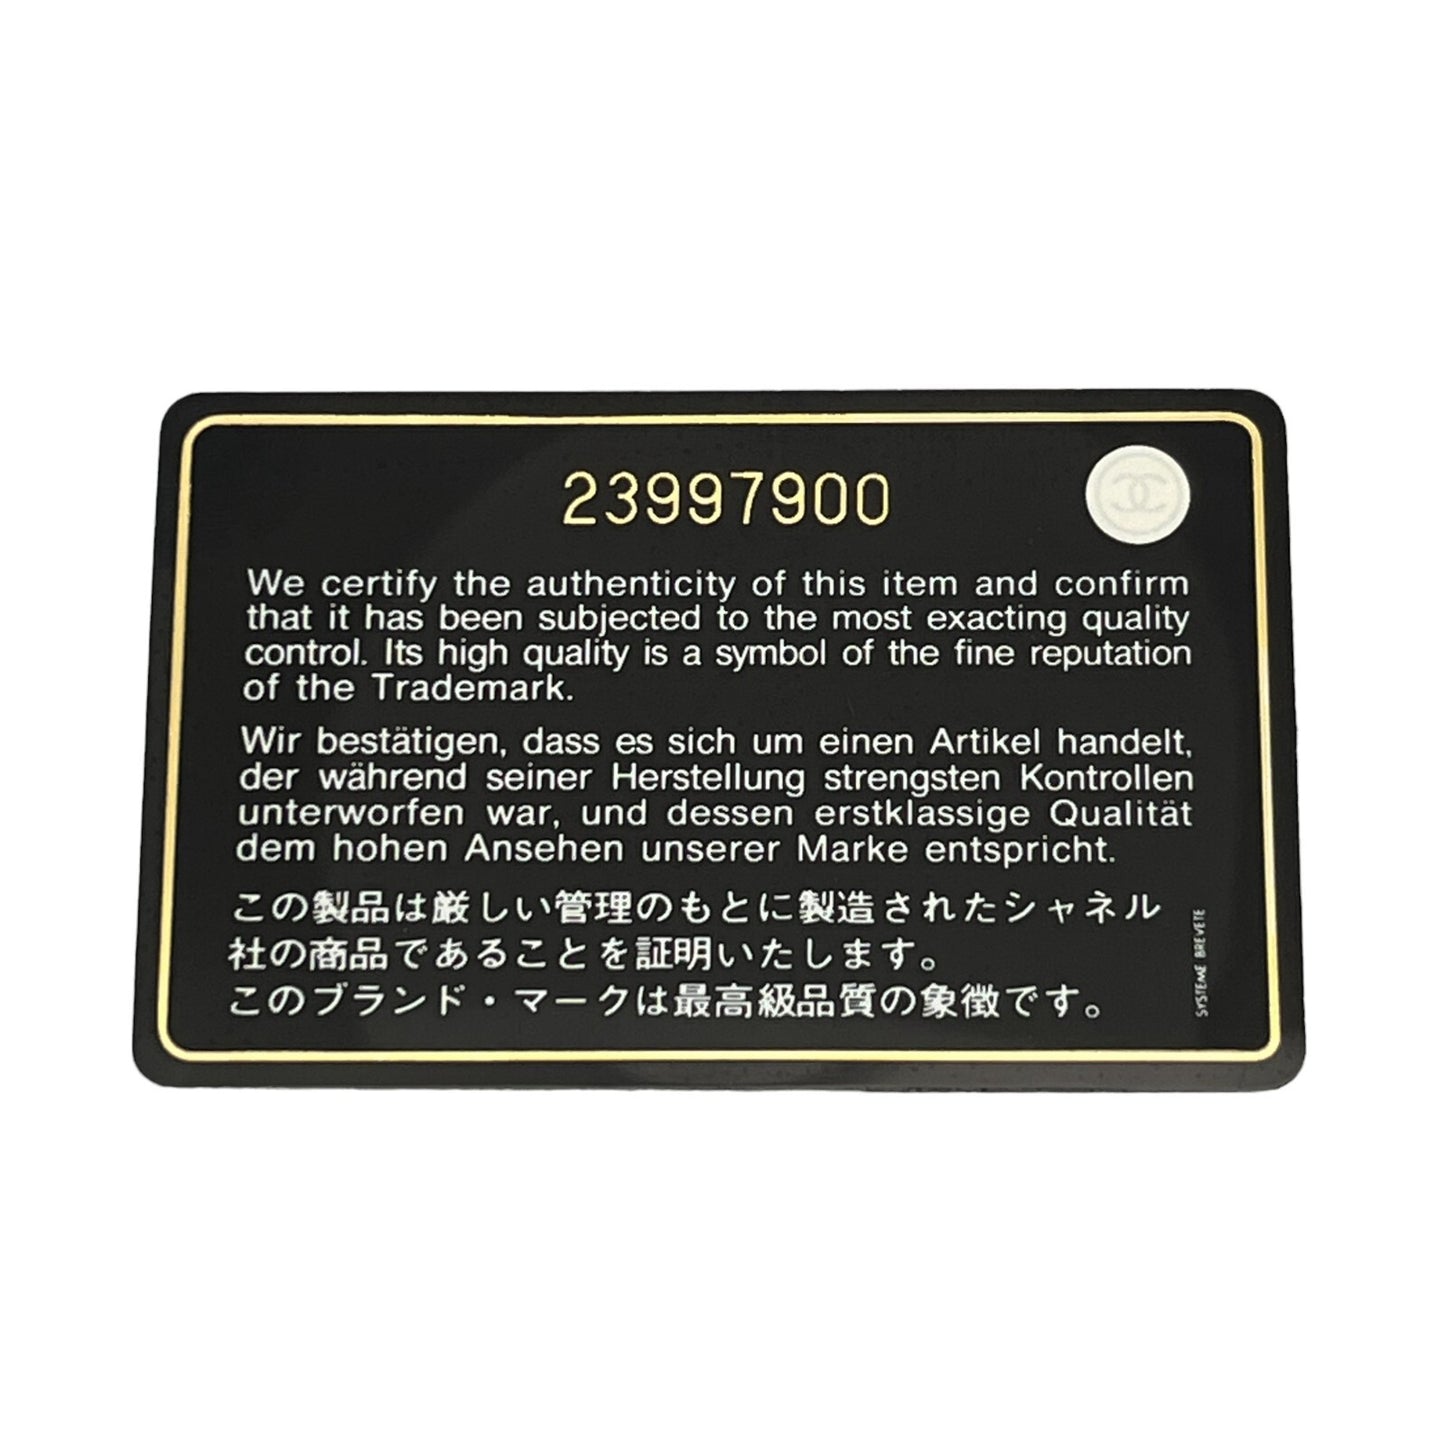 23997900
We certify the authenticity of this item and confirm
that it has been subjected to the most exacting quality
control. Its high quality is a symbol of the fine reputation
of the Trademark.
Wir bestätigen, dass es sich um einen Artikel handelt,
der während seiner Herstellung strengsten Kontrollen
unterworfen war, und dessen erstklassige Qualität
dem hohen Ansehen unserer Marke entspricht.
この製品は厳しい管理のもとに製造されたシャネル
社の商品であることを証明いたします。
このブランド・マークは最高級品質の象徴です。
SYSTEME BREVETE